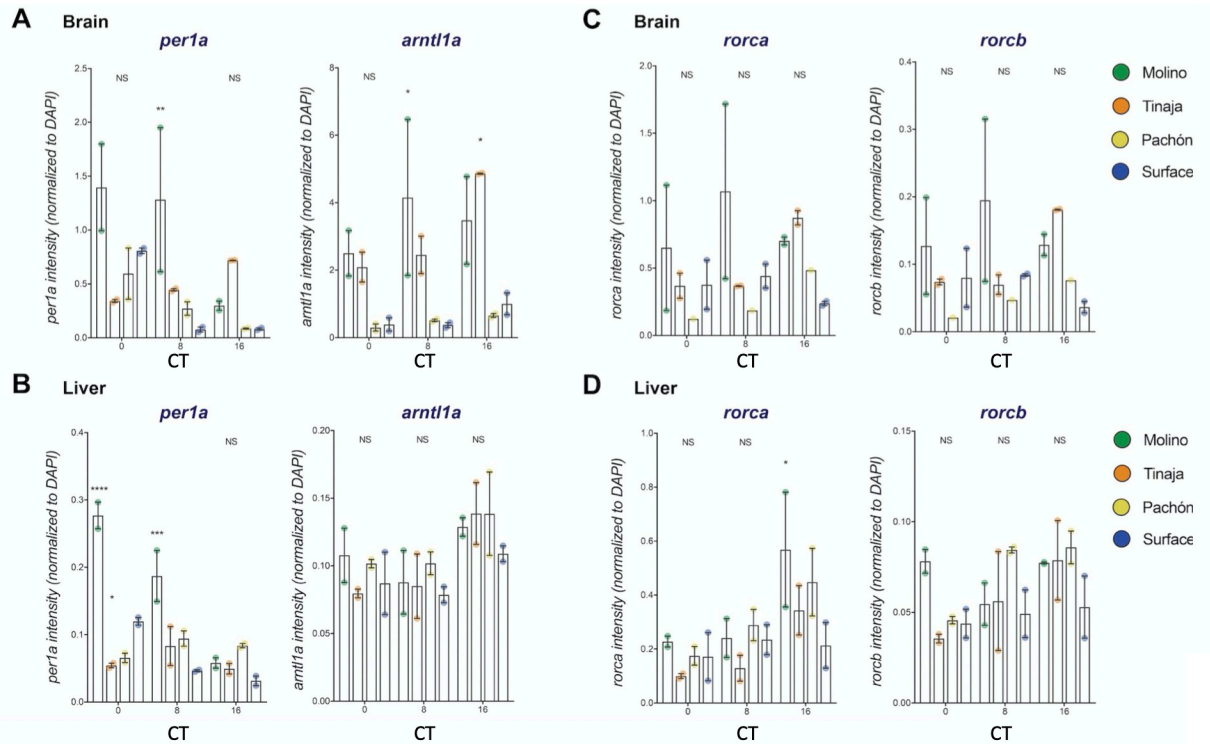 A Brain
per1a
arntl1a
per1a intensity (normalized to DAPI)
2.5
2.0
1.5
1.0
0.5
0.0
NS
**
NS
0
8
16
CT
arntl1a intensity (normalized to DAPI)
8
6
4
2
0
NS
*
*
0
8
16
CT
B Liver
per1a
arntl1a
per1a intensity (normalized to DAPI)
0.4
0.3
0.2
0.1
0.0
****
*
***
NS
0
8
16
CT
arntl1a intensity (normalized to DAPI)
0.20
0.15
0.10
0.05
0.00
NS
NS
NS
0
8
16
CT
C Brain
rorca
rorcb
rorca intensity (normalized to DAPI)
2.0
1.5
1.0
0.5
0.0
NS
NS
NS
0
8
16
CT
rorcb intensity (normalized to DAPI)
0.4
0.3
0.2
0.1
0.0
NS
NS
NS
0
8
16
CT
Molino
Tinaja
Pachón
Surface
D Liver
rorca
rorcb
rorca intensity (normalized to DAPI)
1.0
0.8
0.6
0.4
0.2
0.0
NS
NS
*
0
8
16
CT
rorcb intensity (normalized to DAPI)
0.15
0.10
0.05
0.00
NS
NS
NS
0
8
16
CT
Molino
Tinaja
Pachón
Surface